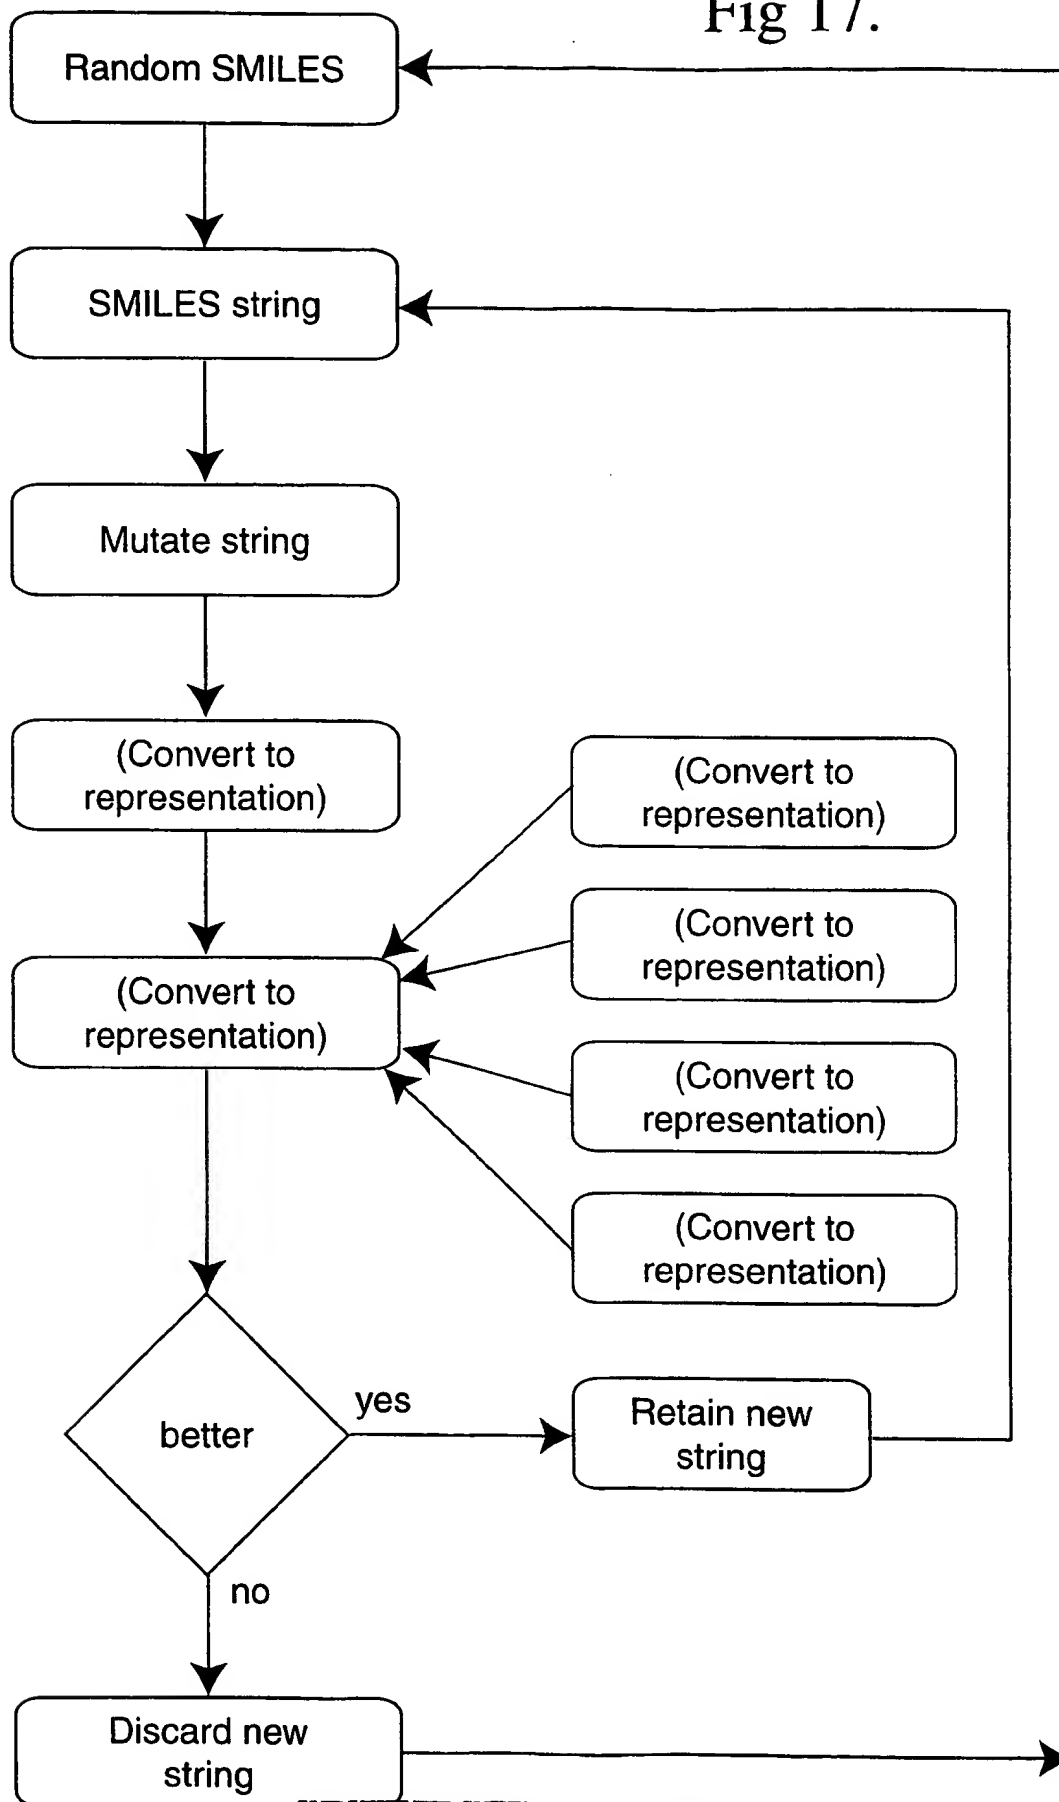 Fig 17.
Random SMILES
SMILES string
Mutate string
(Convert to
representation)
(Convert to
representation)
(Convert to
representation)
(Convert to
representation)
(Convert to
representation)
(Convert to
representation)
better
yes
Retain new
string
no
Discard new
string